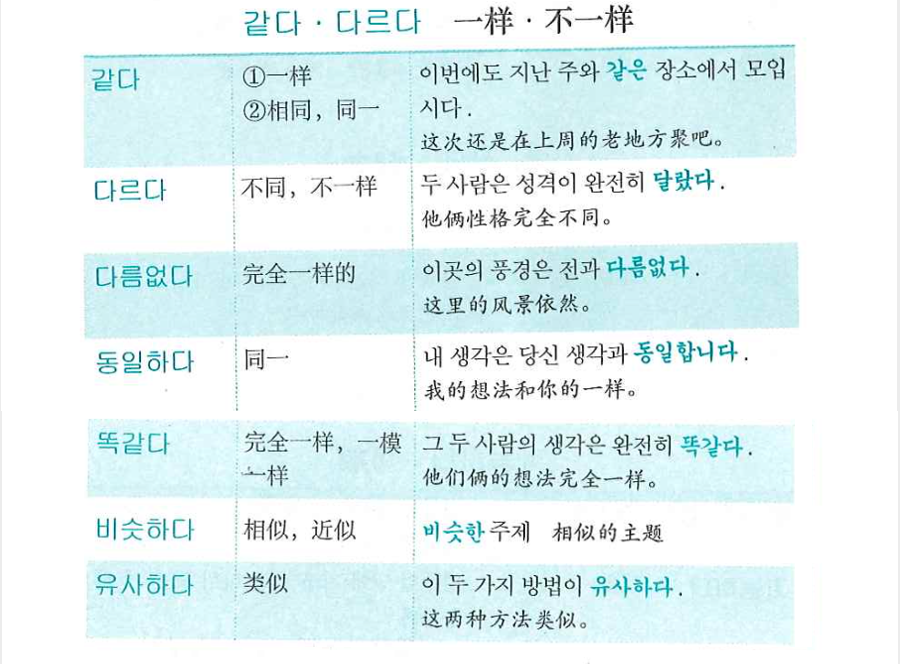 같다 · 다르다 一样 · 不一样
같다
①一样
②相同，同一
이번에도 지난 주와 같은 장소에서 모입
시다.
这次还是在上周的老地方聚吧。
다르다
不同，不一样
두 사람은 성격이 완전히 달랐다.
他俩性格完全不同。
다름없다
完全一样的
이곳의 풍경은 전과 다름없다.
这里的风景依然。
동일하다
同一
내 생각은 당신 생각과 동일합니다.
我的想法和你的一样。
똑같다
完全一样，一模
一样
그 두 사람의 생각은 완전히 똑같다.
他们俩的想法完全一样。
비슷하다
相似，近似
비슷한 주제 相似的主题
유사하다
类似
이 두 가지 방법이 유사하다.
这两种方法类似。